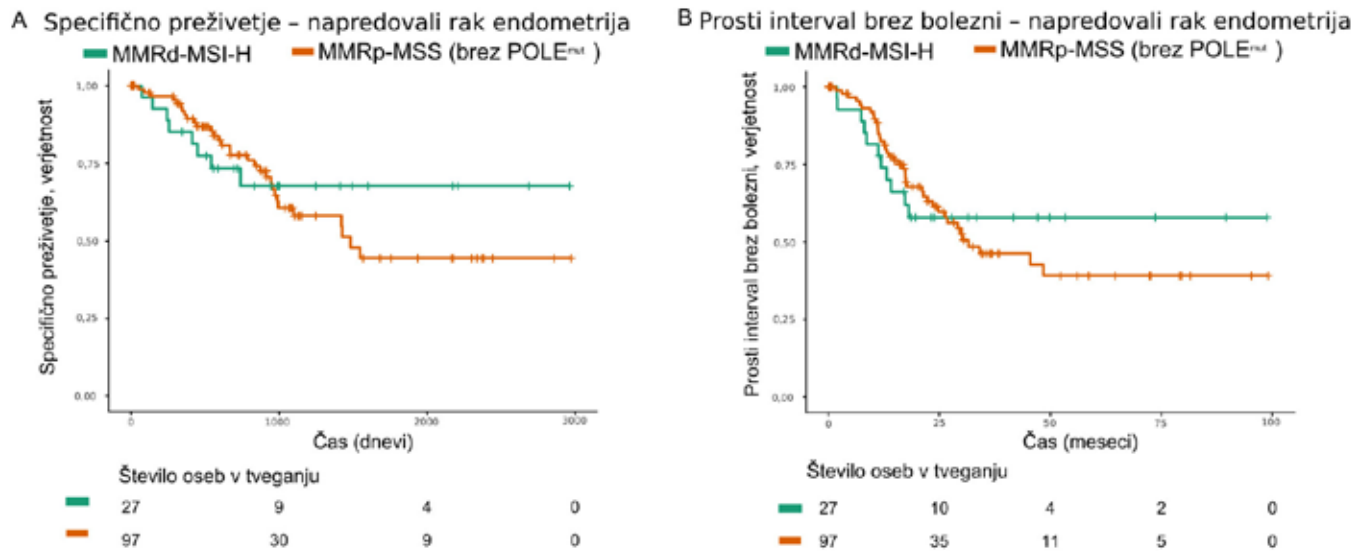 A Specifično preživetje – napredovali rak endometrija
MMRd-MSI-H MMRp-MSS (brez POLEᵐᵘᵗ )
Specifično preživetje, verjetnost
1,00
0,75
0,50
0,25
0,00
0 1000 2000 3000
Čas (dnevi)
Število oseb v tveganju
27 9 4 0
97 30 9 0
B Prosti interval brez bolezni – napredovali rak endometrija
MMRd-MSI-H MMRp-MSS (brez POLEᵐᵘᵗ )
Prosti interval brez bolezni, verjetnost
1,00
0,75
0,50
0,25
0,00
0 25 50 75 100
Čas (meseci)
Število oseb v tveganju
27 10 4 2 0
97 35 11 5 0